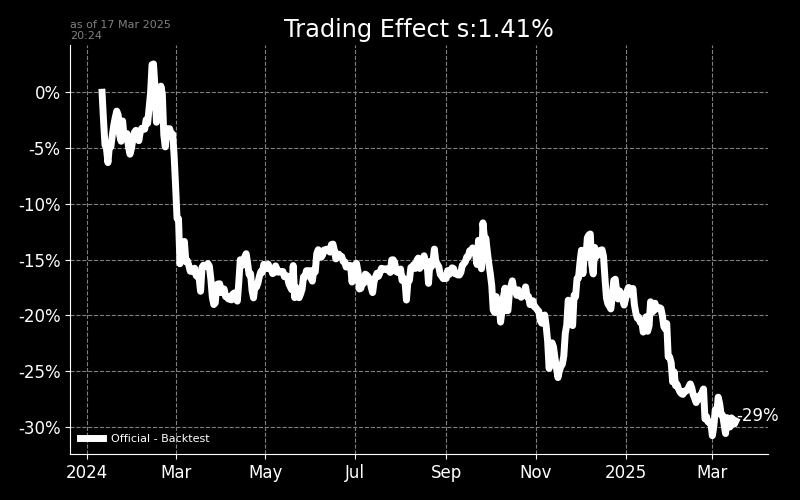 as of 17 Mar 2025
20:24
Trading Effect s:1.41%
0%
-5%
-10%
-15%
-20%
-25%
-30%
-29%
Official - Backtest
2024 Mar May Jul Sep Nov 2025 Mar